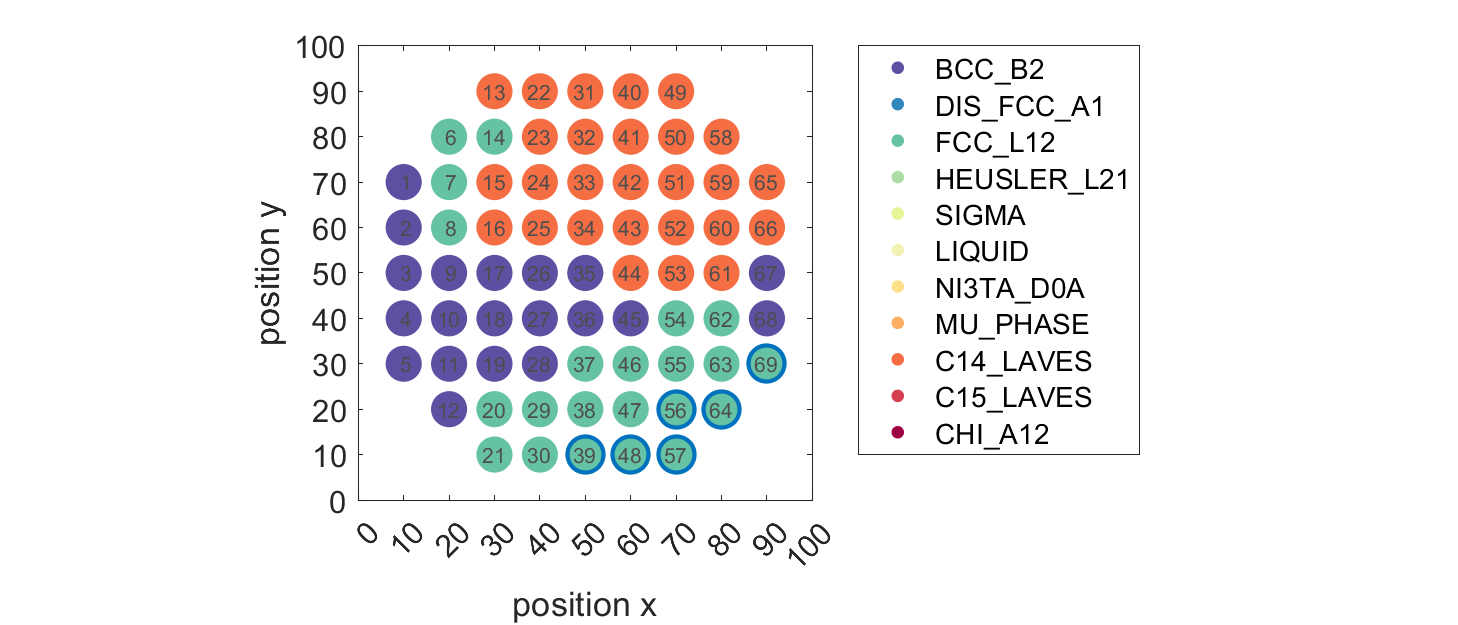 100
90
80
70
60
50
40
30
20
10
0
position y
13 22 31 40 49
6 14 23 32 41 50 58
1 7 15 24 33 42 51 59 65
2 8 16 25 34 43 52 60 66
3 9 17 26 35 44 53 61 67
4 10 18 27 36 45 54 62 68
5 11 19 28 37 46 55 63 69
12 20 29 38 47 56 64
21 30 39 48 57
0 10 20 30 40 50 60 70 80 90 100
position x
BCC_B2
DIS_FCC_A1
FCC_L12
HEUSLER_L21
SIGMA
LIQUID
NI3TA_D0A
MU_PHASE
C14_LAVES
C15_LAVES
CHI_A12